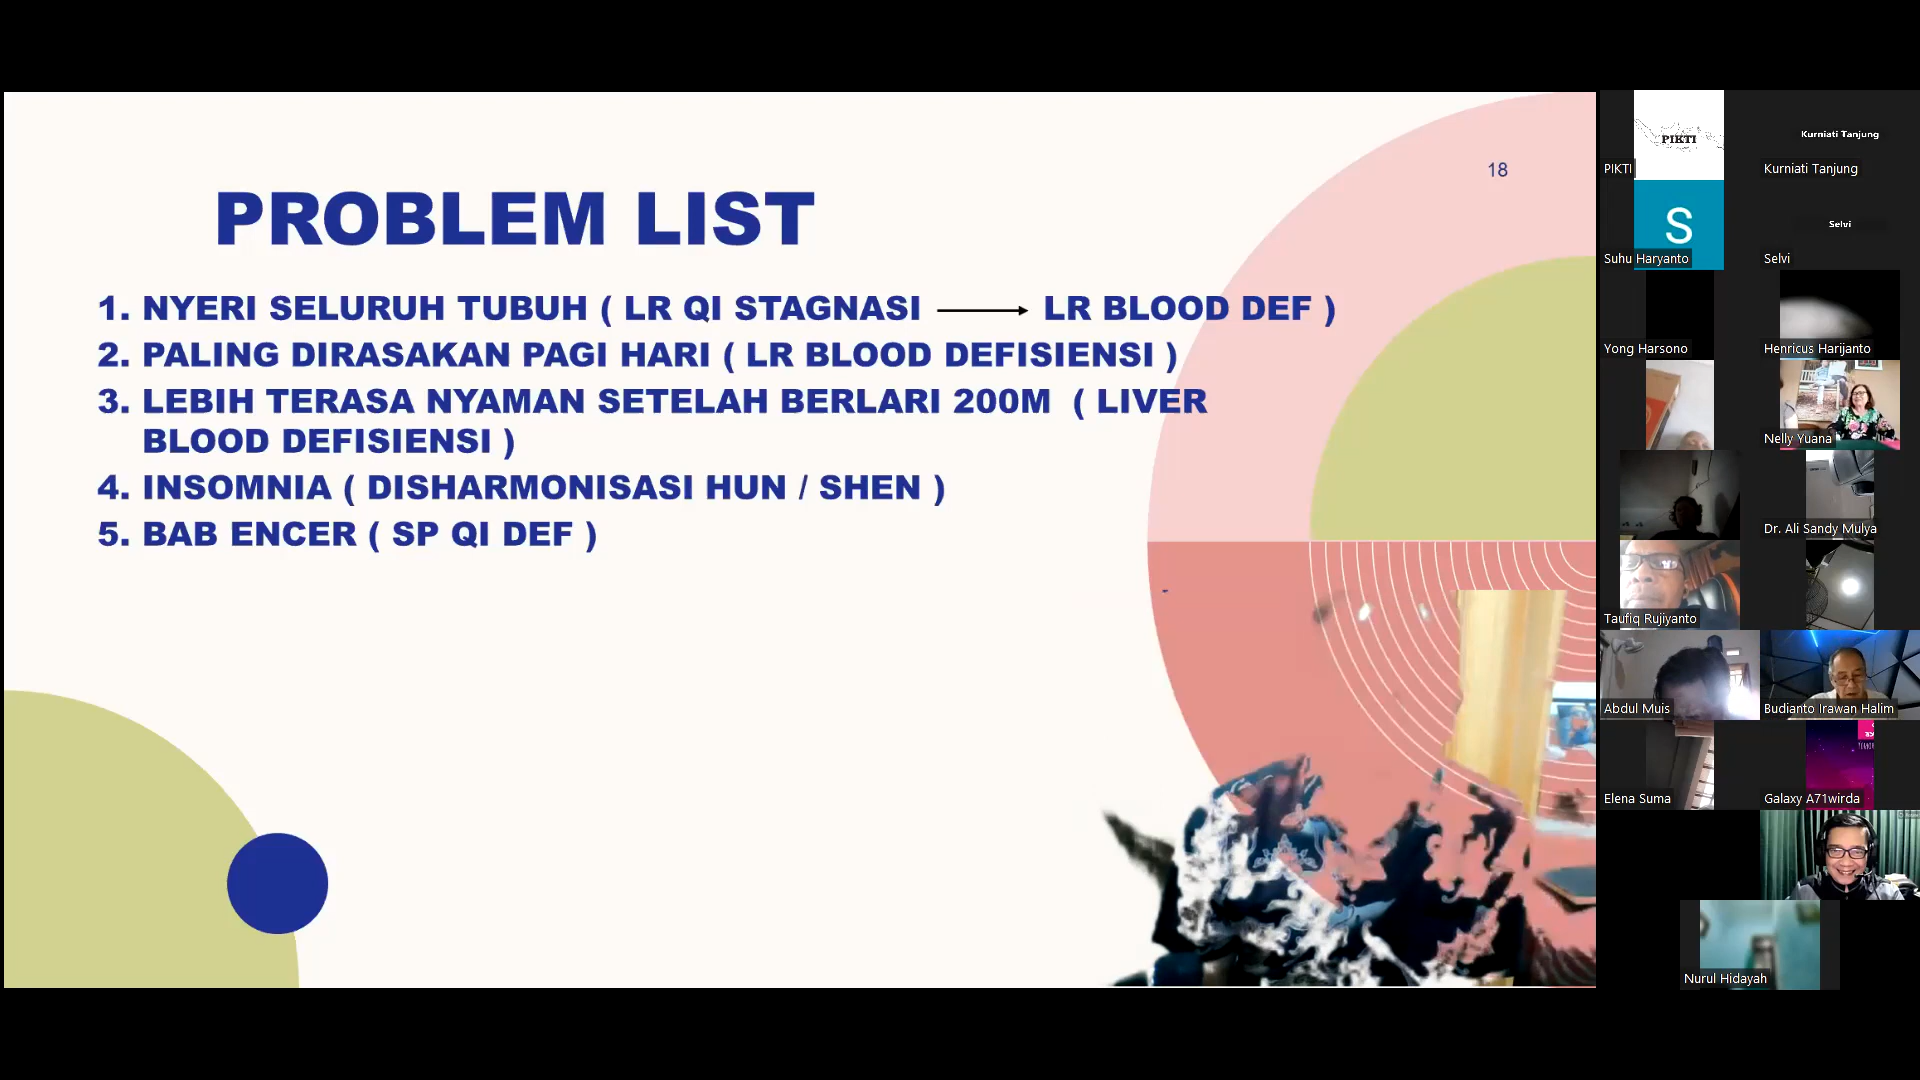 18
PROBLEM LIST
1. NYERI SELURUH TUBUH ( LR QI STAGNASI → LR BLOOD DEF )
2. PALING DIRASAKAN PAGI HARI ( LR BLOOD DEFISIENSI )
3. LEBIH TERASA NYAMAN SETELAH BERLARI 200M ( LIVER
BLOOD DEFISIENSI )
4. INSOMNIA ( DISHARMONISASI HUN / SHEN )
5. BAB ENCER ( SP QI DEF )
PIKTI
PIKTI
Kurniati Tanjung
Kurniati Tanjung
S
Suhu Haryanto
Selvi
Selvi
Yong Harsono
Henricus Harijanto
Nelly Yuana
Dr. Ali Sandy Mulya
Taufiq Rujiyanto
Abdul Muis
Budianto Irawan Halim
Elena Suma
Galaxy A71wirda
Nurul Hidayah